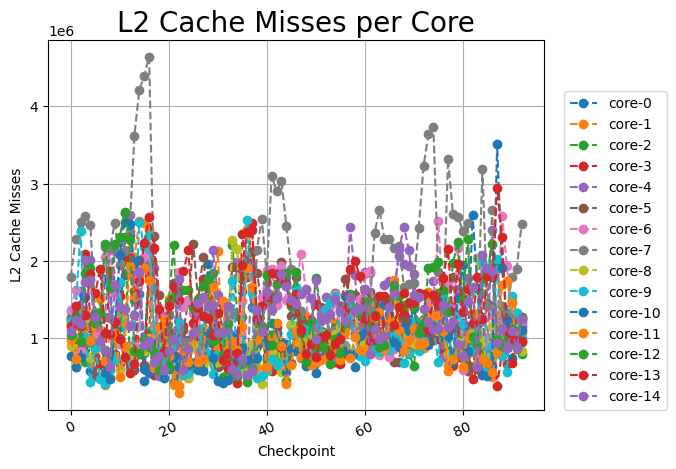 L2 Cache Misses per Core
1e6
4
3
2
1
L2 Cache Misses
0
20
40
60
80
Checkpoint
core-0
core-1
core-2
core-3
core-4
core-5
core-6
core-7
core-8
core-9
core-10
core-11
core-12
core-13
core-14